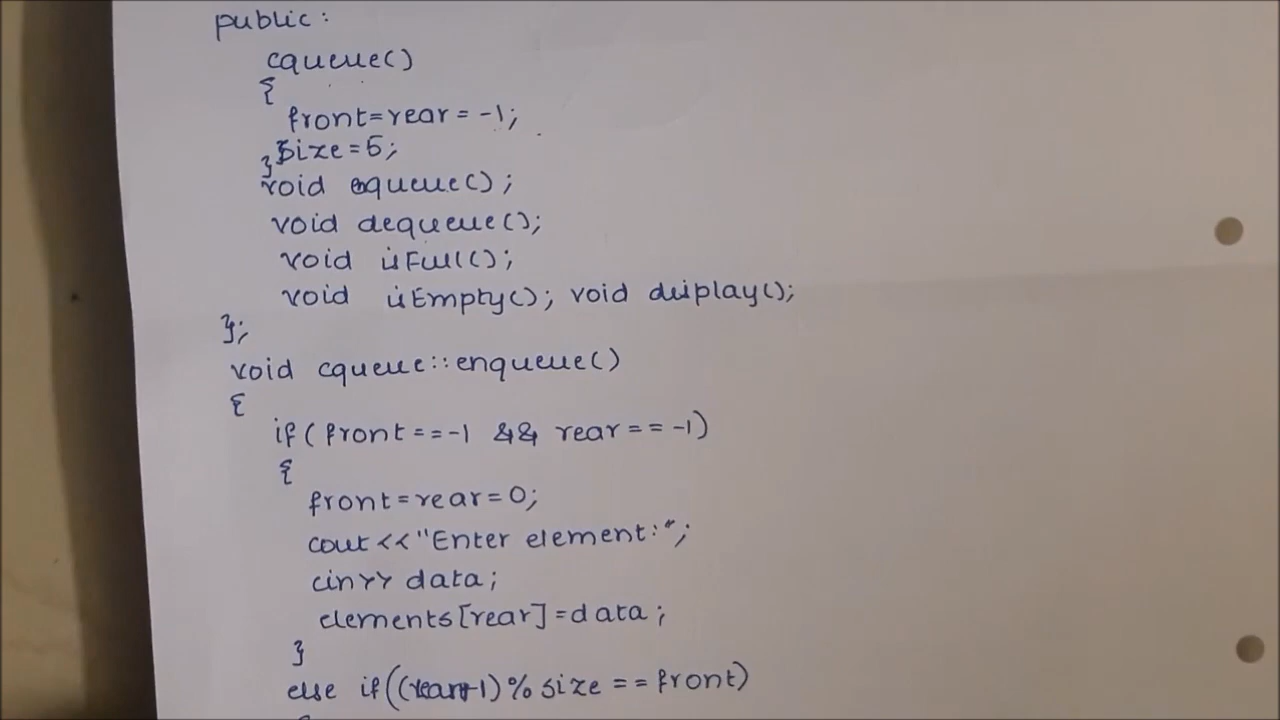 public:
cqueue()
{
front=rear=-1;
size=5;
}
void enqueue();
void dequeue();
void isFull();
void isEmpty(); void display();
};
void cqueue::enqueue()
{
if(front==-1 && rear==-1)
{
front=rear=0;
cout<<"Enter element:";
cin>> data;
elements[rear]=data;
}
else if((rear+1)%size==front)
{